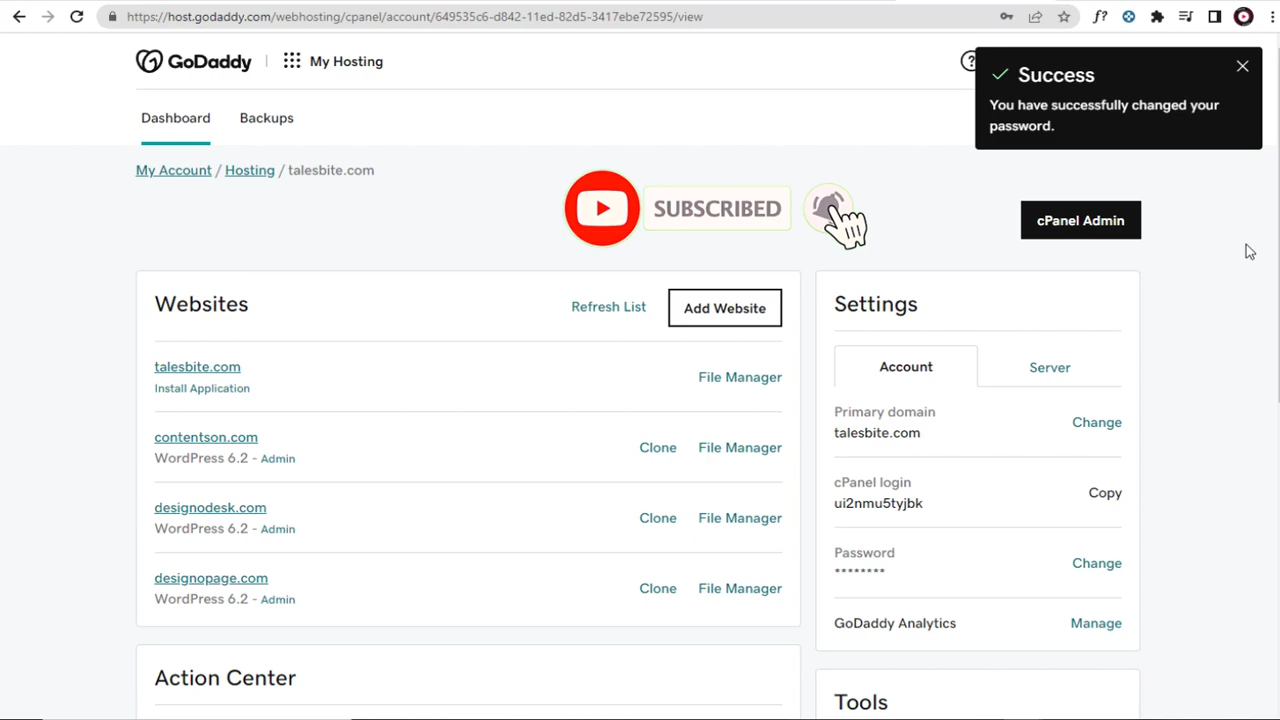 https://host.godaddy.com/webhosting/cpanel/account/649535c6-d842-11ed-82d5-3417ebe72595/view
GoDaddy
My Hosting
Success
You have successfully changed your
password.
Dashboard
Backups
My Account / Hosting / talesbite.com
SUBSCRIBED
cPanel Admin
Websites
Refresh List
Add Website
talesbite.com
Install Application
File Manager
contentson.com
WordPress 6.2 - Admin
Clone
File Manager
designodesk.com
WordPress 6.2 - Admin
Clone
File Manager
designopage.com
WordPress 6.2 - Admin
Clone
File Manager
Action Center
Settings
Account
Server
Primary domain
talesbite.com
Change
cPanel login
ui2nmu5tyjbk
Copy
Password
********
Change
GoDaddy Analytics
Manage
Tools